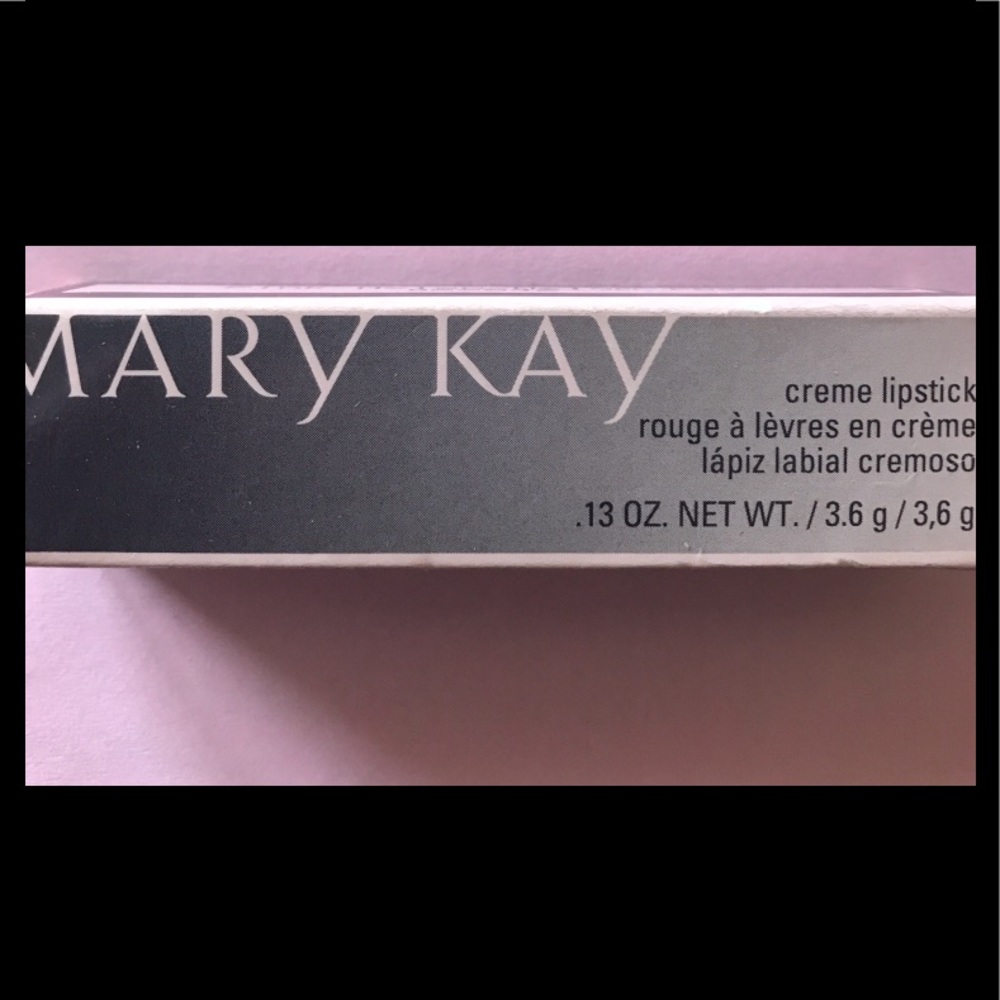 MARY KAY
creme lipstick
rouge à lèvres en crème
lápiz labial cremoso
.13 OZ. NET WT. / 3.6 g / 3,6 g